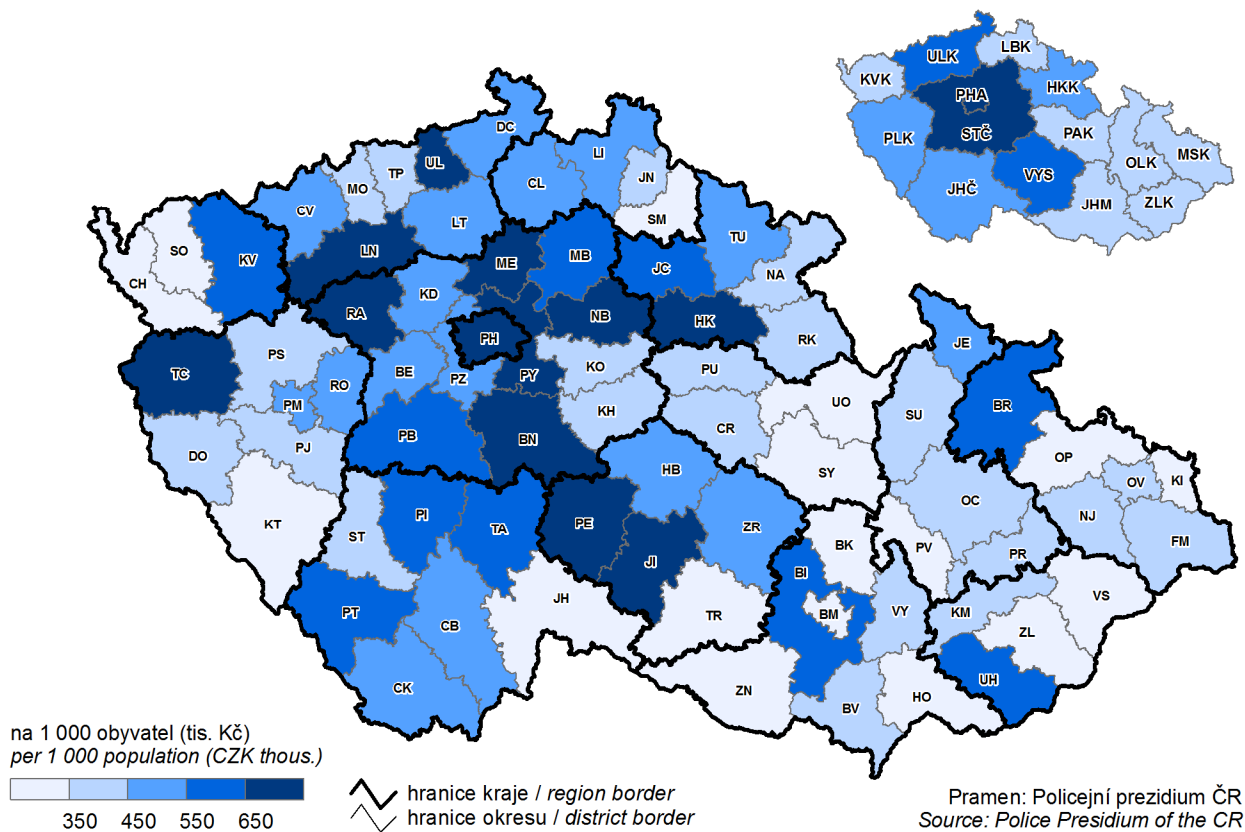 ULK
LBK
KVK
PHA
HKK
PLK
STČ
PAK
MSK
OLK
VYS
JHČ
JHM
ZLK
DC
UL
LI
TP
MO
CL
JN
CV
LT
SM
SO
TU
LN
KV
ME
MB
JC
NA
CH
KD
RA
NB
HK
PH
RK
JE
PS
TC
RO
BE
PZ
PY
KO
PU
PM
BR
UO
SU
KH
CR
PB
BN
PJ
DO
OP
HB
SY
OV
KI
OC
NJ
KT
PI
TA
PE
ZR
ST
FM
BK
PV
PR
JI
BI
JH
PT
TR
BM
VY
KM
VS
CB
ZL
UH
CK
ZN
BV
HO
na 1 000 obyvatel (tis. Kč)
per 1 000 population (CZK thous.)
350 450 550 650
hranice kraje / region border
hranice okresu / district border
Pramen: Policejní prezidium ČR
Source: Police Presidium of the CR